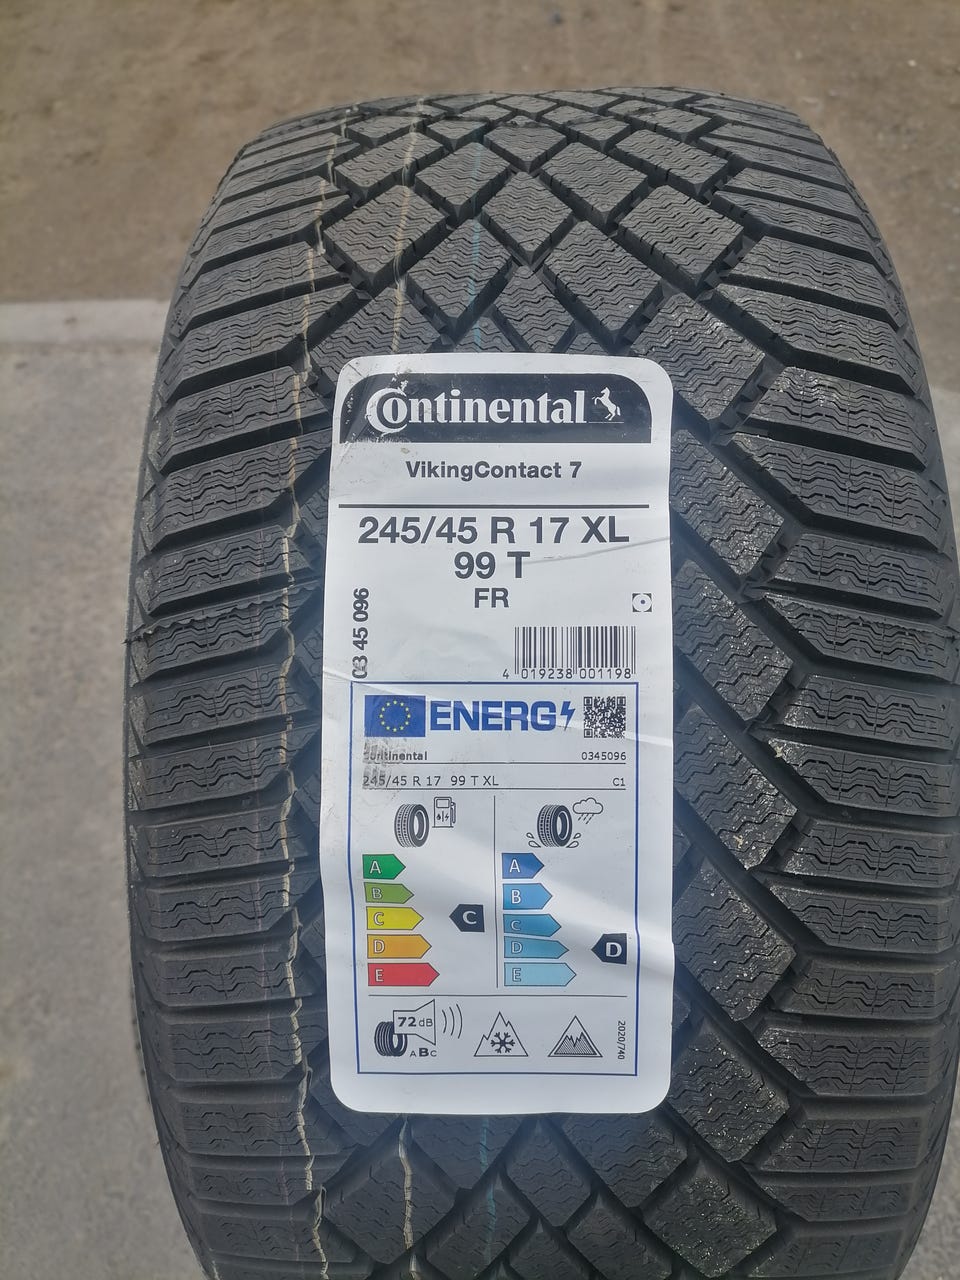 Continental
VikingContact 7
245/45 R 17 XL
99 T
FR
03 45 096
4 019238 001198
ENERG
Continental 0345096
245/45 R 17 99 T XL C1
A A
B B
C C C
D D D
E E
72 dB
ABC
2020/740